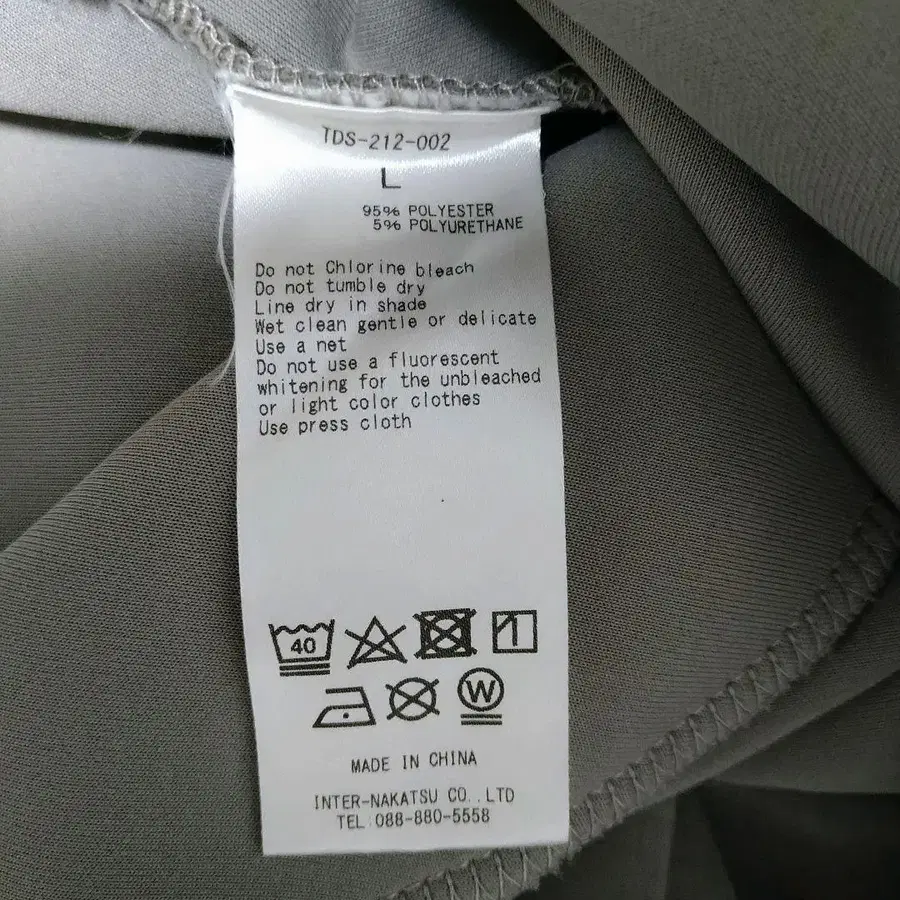 TDS-212-002
L
95% POLYESTER
5% POLYURETHANE
Do not Chlorine bleach
Do not tumble dry
Line dry in shade
Wet clean gentle or delicate
Use a net
Do not use a fluorescent
whitening for the unbleached
or light color clothes
Use press cloth
40
W
MADE IN CHINA
INTER-NAKATSU CO.,LTD
TEL 088-880-5558